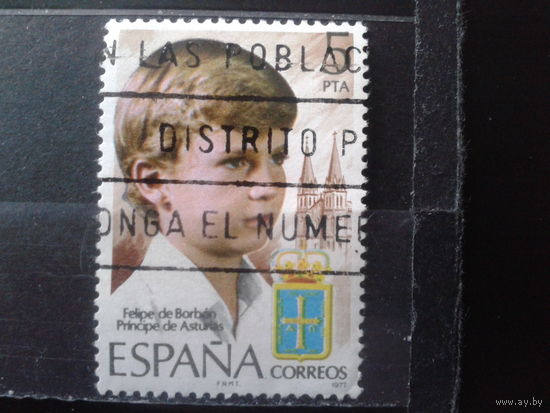 5
PTA
N LAS POBLAC
DISTRITO P
ONGA EL NUMER
Felipe de Borbón
Príncipe de Asturias
ESPAÑA CORREOS
F.N.M.T. 1977
www.ay.by